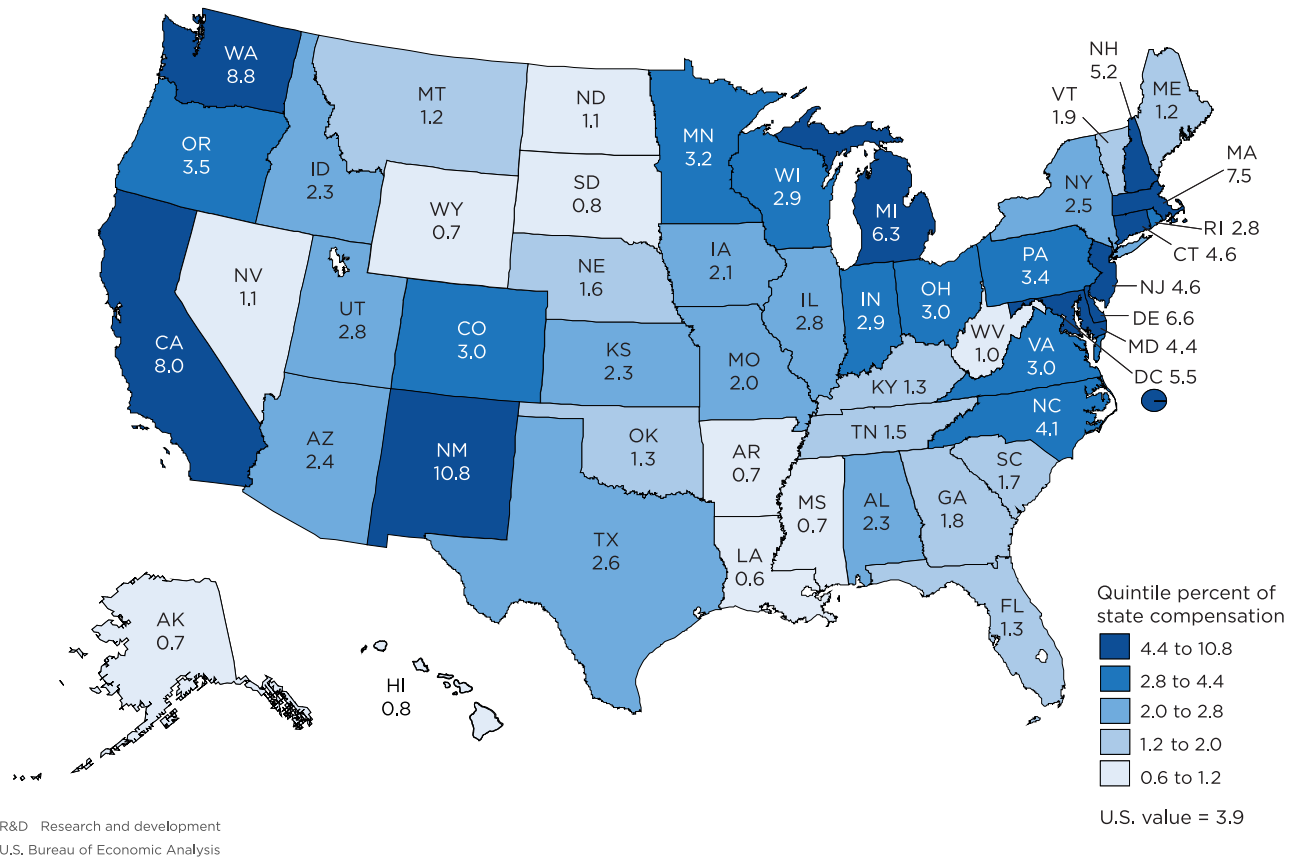 WA
8.8
OR
3.5
CA
8.0
ID
2.3
NV
1.1
MT
1.2
WY
0.7
UT
2.8
AZ
2.4
CO
3.0
NM
10.8
ND
1.1
SD
0.8
NE
1.6
KS
2.3
OK
1.3
TX
2.6
MN
3.2
IA
2.1
MO
2.0
AR
0.7
LA
0.6
WI
2.9
IL
2.8
MI
6.3
IN
2.9
OH
3.0
KY 1.3
TN 1.5
MS
0.7
AL
2.3
GA
1.8
FL
1.3
SC
1.7
NC
4.1
VA
3.0
WV
1.0
PA
3.4
NY
2.5
VT
1.9
NH
5.2
ME
1.2
MA
7.5
RI 2.8
CT 4.6
NJ 4.6
DE 6.6
MD 4.4
DC 5.5
AK
0.7
HI
0.8
Quintile percent of
state compensation
4.4 to 10.8
2.8 to 4.4
2.0 to 2.8
1.2 to 2.0
0.6 to 1.2
U.S. value = 3.9
R&D Research and development
U.S. Bureau of Economic Analysis